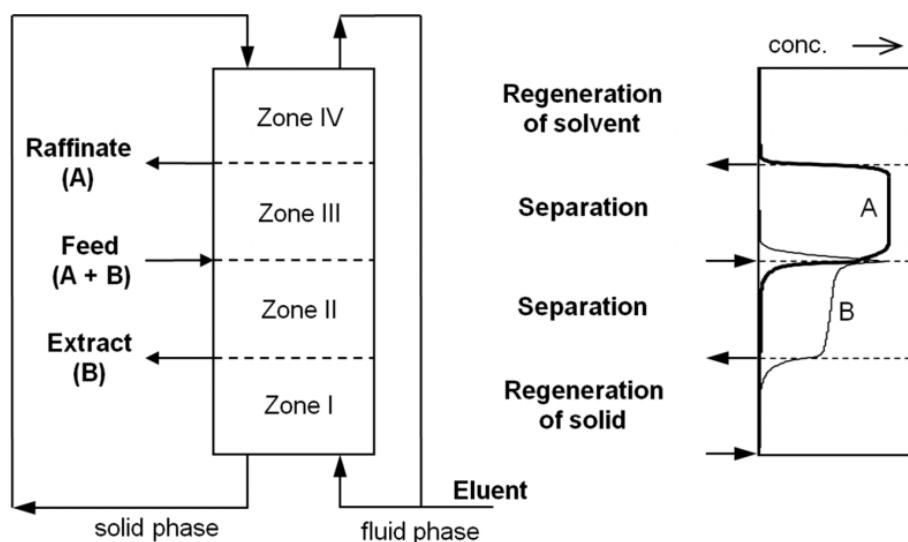 conc.
Zone IV
Regeneration
of solvent
Raffinate
(A)
Zone III
Separation
A
Feed
(A + B)
Zone II
Separation
B
Extract
(B)
Zone I
Regeneration
of solid
Eluent
solid phase
fluid phase